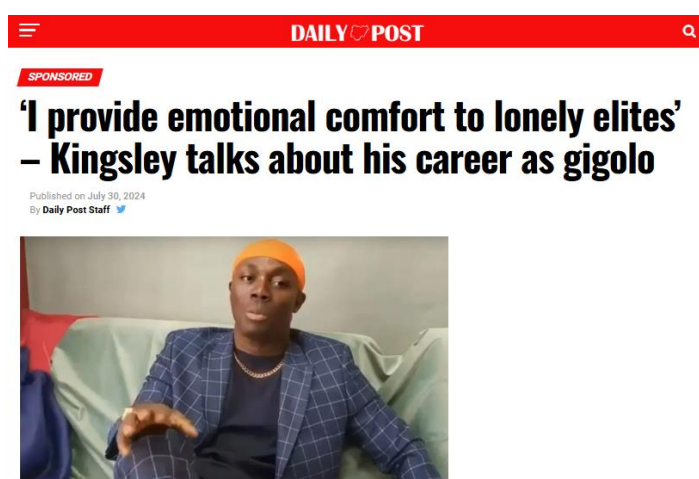 DAILY POST
SPONSORED
‘I provide emotional comfort to lonely elites’
– Kingsley talks about his career as gigolo
Published on July 30, 2024
By Daily Post Staff